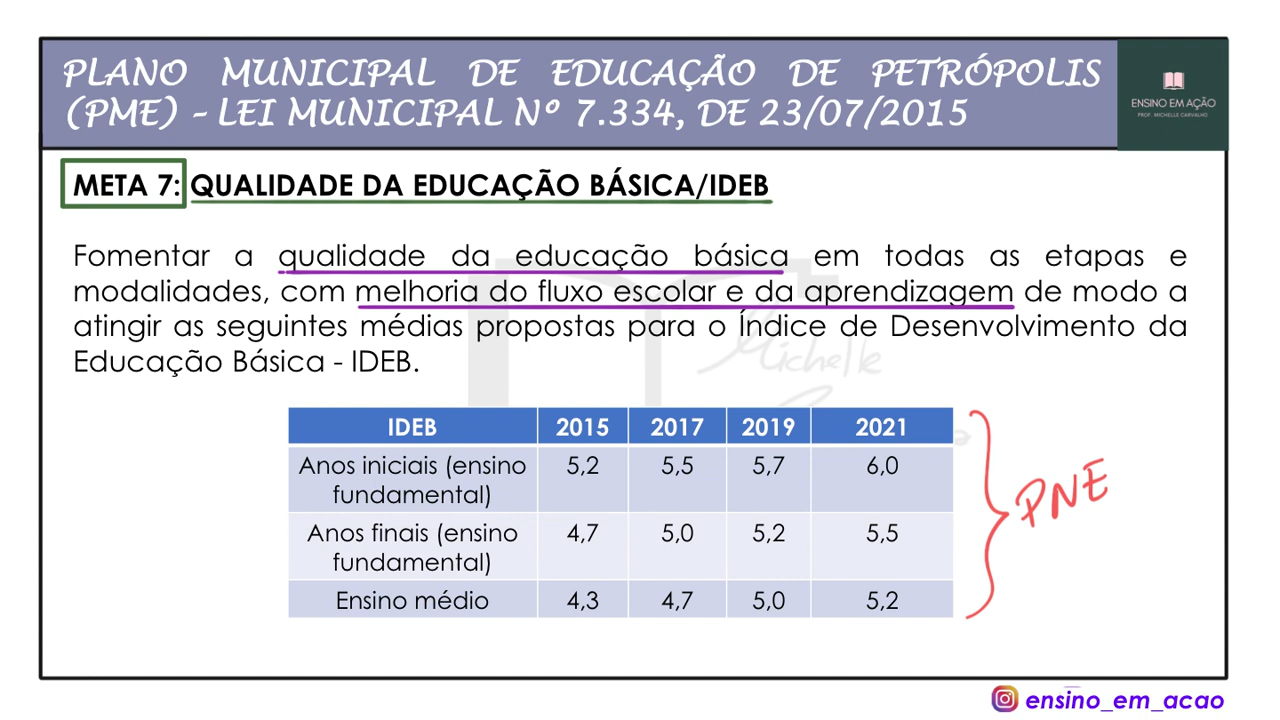 PLANO MUNICIPAL DE EDUCAÇÃO DE PETRÓPOLIS
(PME) – LEI MUNICIPAL Nº 7.334, DE 23/07/2015
ENSINO EM AÇÃO
PROF. MICHELLE CARVALHO
META 7: QUALIDADE DA EDUCAÇÃO BÁSICA/IDEB
Fomentar a qualidade da educação básica em todas as etapas e
modalidades, com melhoria do fluxo escolar e da aprendizagem de modo a
atingir as seguintes médias propostas para o Índice de Desenvolvimento da
Educação Básica - IDEB.
Michelle
IDEB 2015 2017 2019 2021
Anos iniciais (ensino 5,2 5,5 5,7 6,0
fundamental)
Anos finais (ensino 4,7 5,0 5,2 5,5
fundamental)
Ensino médio 4,3 4,7 5,0 5,2
PNE
ensino_em_acao